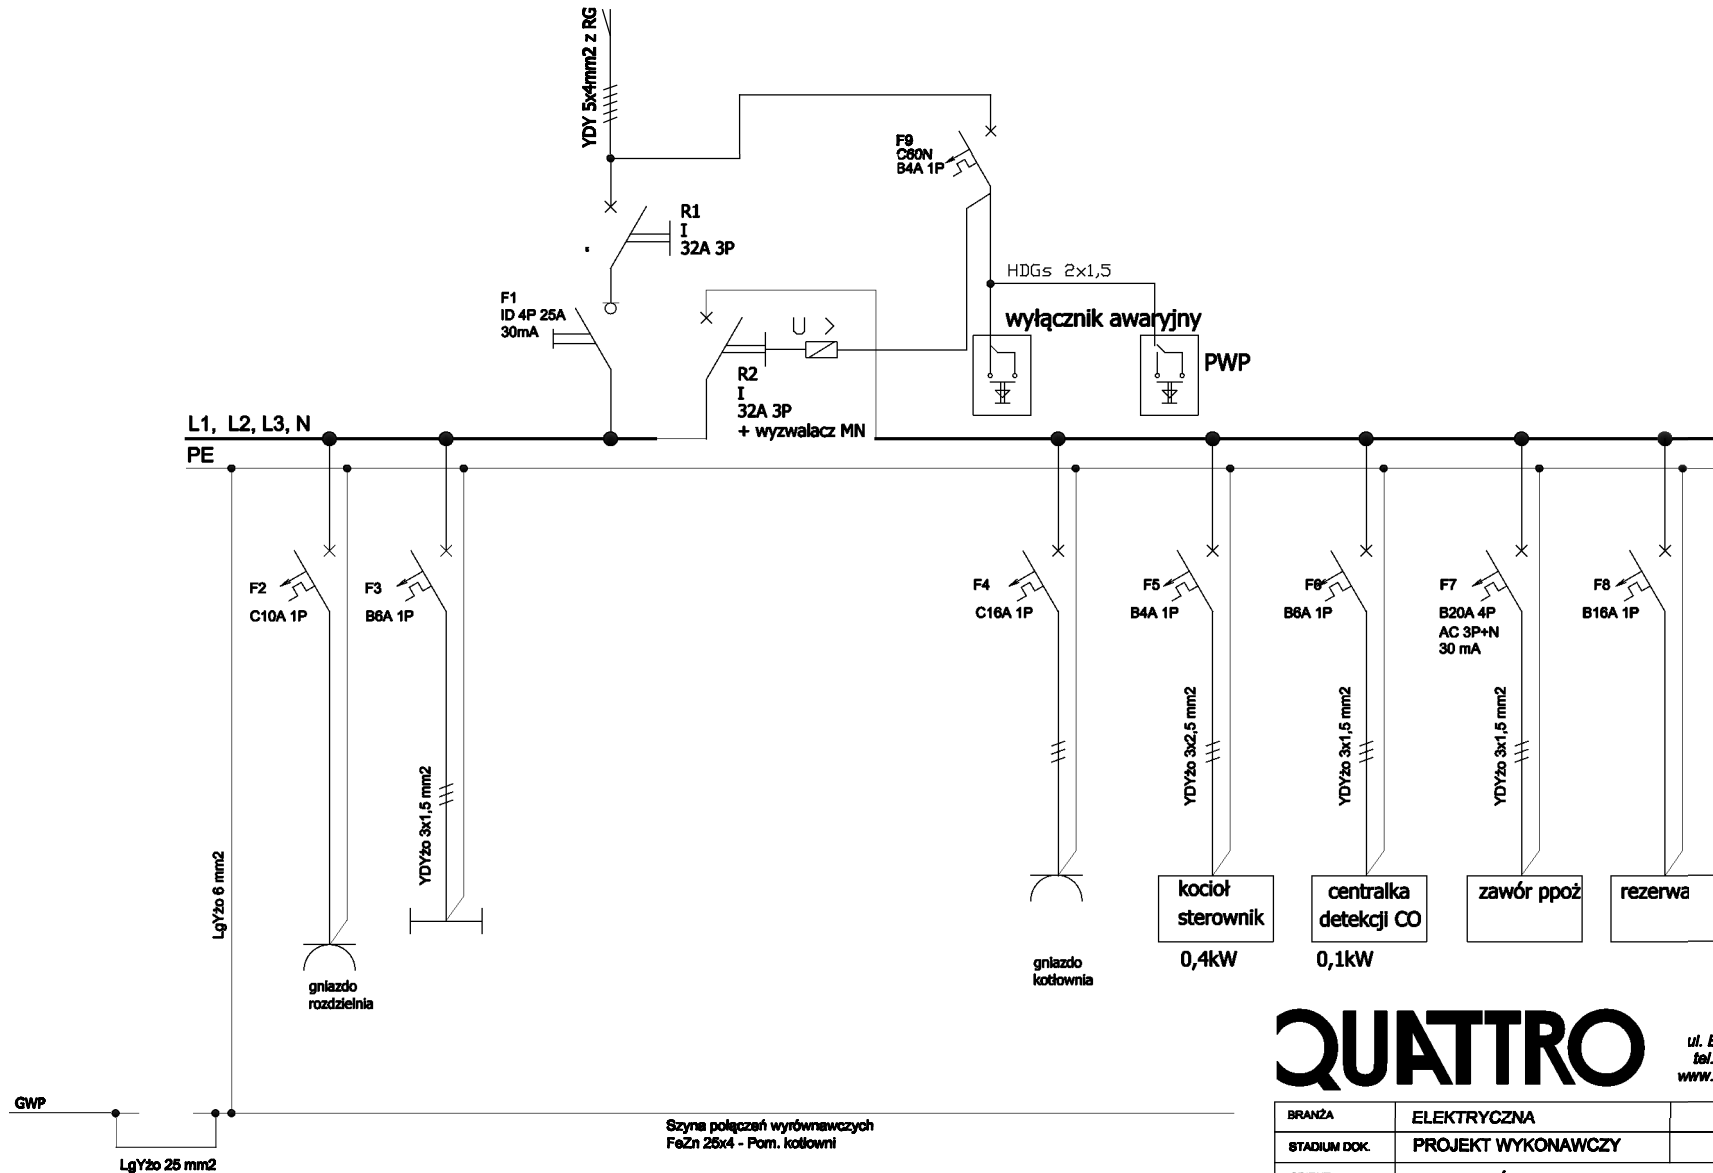 YDY 5x4mm2 z RG
F9
C60N
B4A 1P
R1
I
32A 3P
HDGs 2x1,5
F1
ID 4P 25A
30mA
wyłącznik awaryjny
U >
PWP
R2
I
32A 3P
+ wyzwalacz MN
L1, L2, L3, N
PE
F2
C10A 1P
F3
B6A 1P
F4
C16A 1P
F5
B4A 1P
F6
B6A 1P
F7
B20A 4P
AC 3P+N
30 mA
F8
B16A 1P
LgYżo 6 mm2
YDYżo 3x1,5 mm2
YDYżo 3x2,5 mm2
YDYżo 3x1,5 mm2
YDYżo 3x1,5 mm2
kocioł
sterownik
centralka
detekcji CO
zawór ppoż
rezerwa
0,4kW
0,1kW
gniazdo
rozdzielnia
gniazdo
kotłownia
QUATTRO
ul.
tel.
www.
GWP
LgYżo 25 mm2
Szyna połączeń wyrównawczych
FeZn 25x4 - Pom. kotłowni
BRANŻA
ELEKTRYCZNA
STADIUM DOK.
PROJEKT WYKONAWCZY